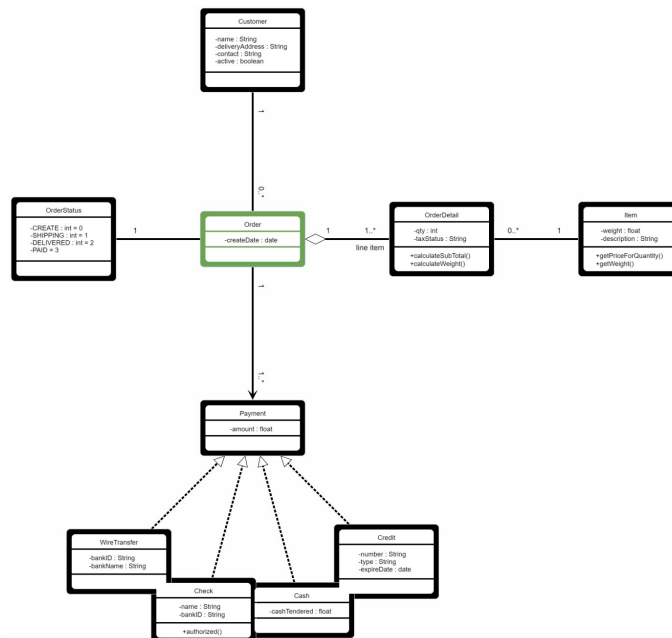 Customer
-name : String
-deliveryAddress : String
-contact : String
-active : boolean
1
0..*
OrderStatus
-CREATE : int = 0
-SHIPPING : int = 1
-DELIVERED : int = 2
-PAID = 3
1
Order
-createDate : date
1
1..*
line item
OrderDetail
-qty : int
-taxStatus : String
+calculateSubTotal()
+calculateWeight()
0..*
1
Item
-weight : float
-description : String
+getPriceForQuantity()
+getWeight()
1
1..*
Payment
-amount : float
WireTransfer
-bankID : String
-bankName : String
Check
-name : String
-bankID : String
+authorized()
Cash
-cashTendered : float
Credit
-number : String
-type : String
-expireDate : date